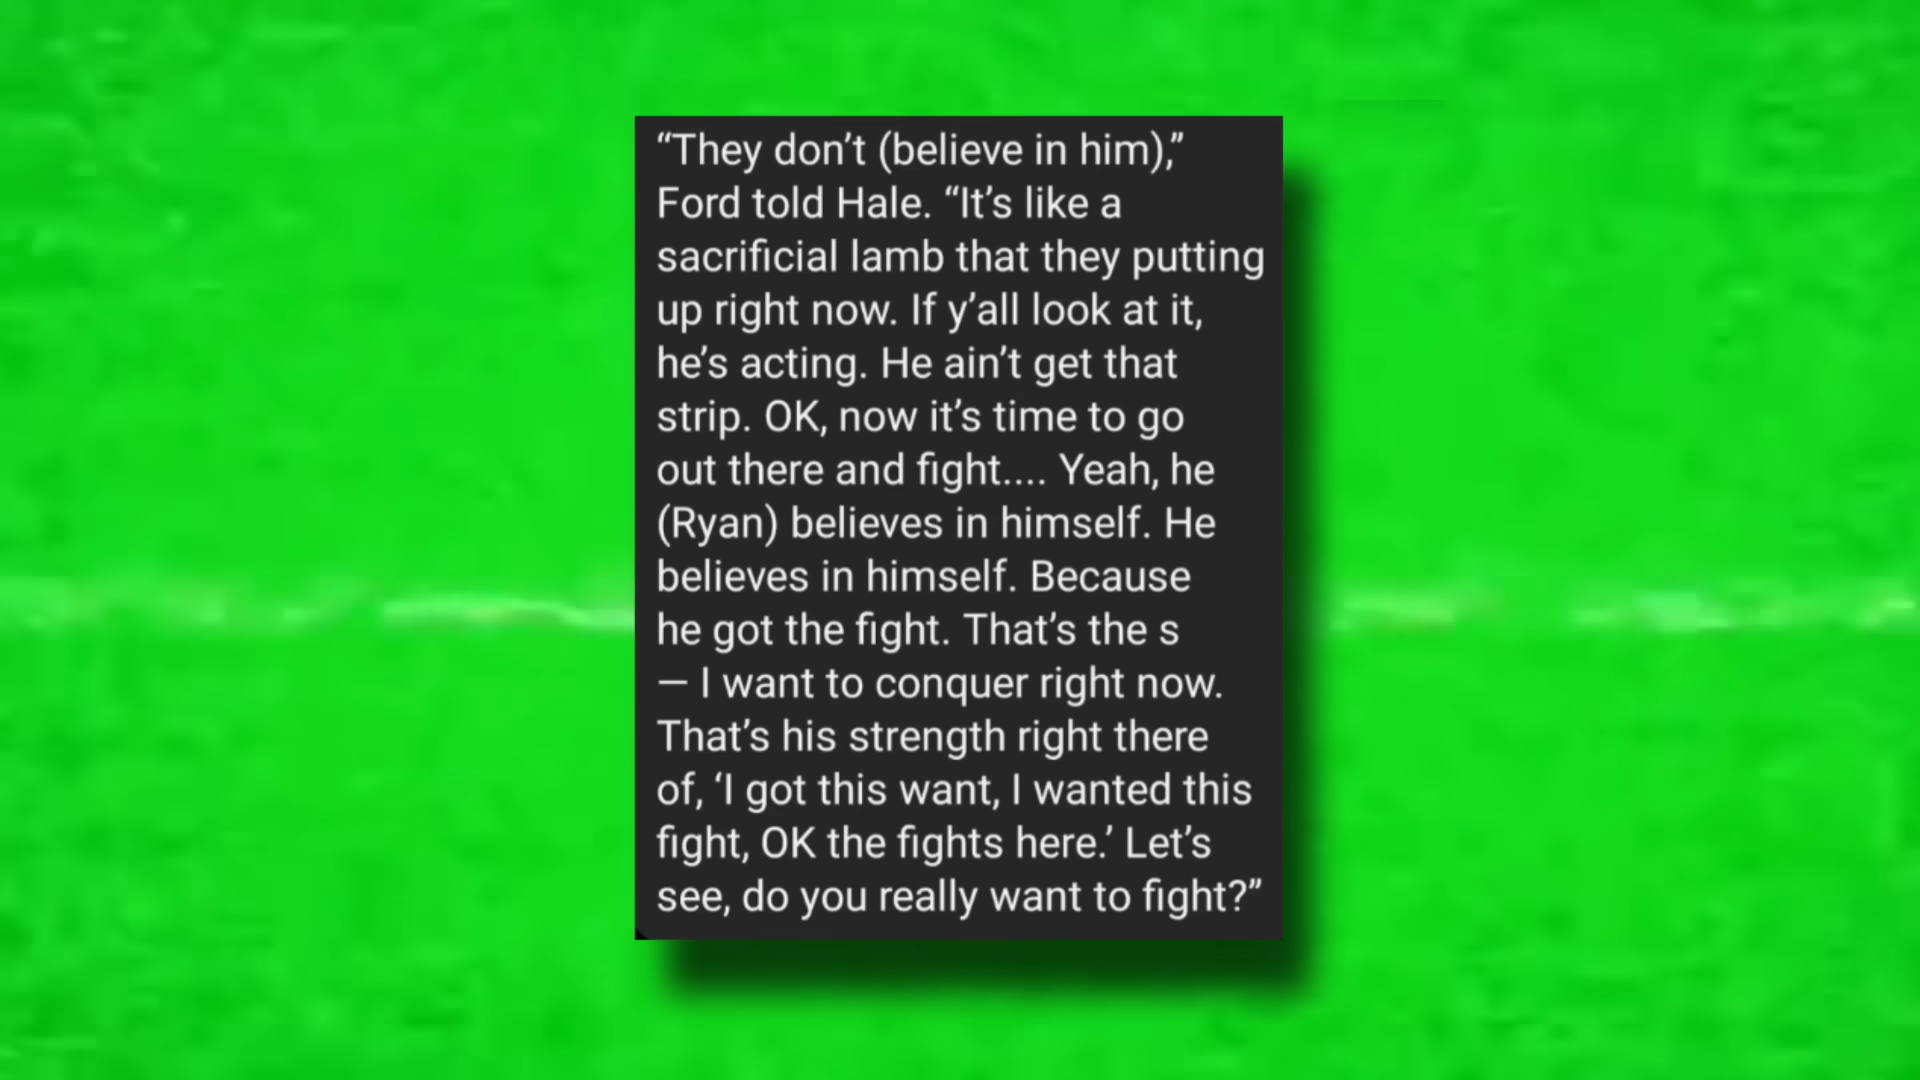 “They don’t (believe in him),”
Ford told Hale. “It’s like a
sacrificial lamb that they putting
up right now. If y’all look at it,
he’s acting. He ain’t get that
strip. OK, now it’s time to go
out there and fight.... Yeah, he
(Ryan) believes in himself. He
believes in himself. Because
he got the fight. That’s the s
— I want to conquer right now.
That’s his strength right there
of, ‘I got this want, I wanted this
fight, OK the fights here.’ Let’s
see, do you really want to fight?”